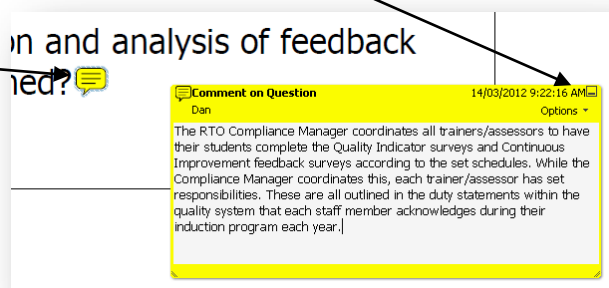 on and analysis of feedback
ned?
Comment on Question 14/03/2012 9:22:16 AM
Dan Options
The RTO Compliance Manager coordinates all trainers/assessors to have
their students complete the Quality Indicator surveys and Continuous
Improvement feedback surveys according to the set schedules. While the
Compliance Manager coordinates this, each trainer/assessor has set
responsibilities. These are all outlined in the duty statements within the
quality system that each staff member acknowledges during their
induction program each year.